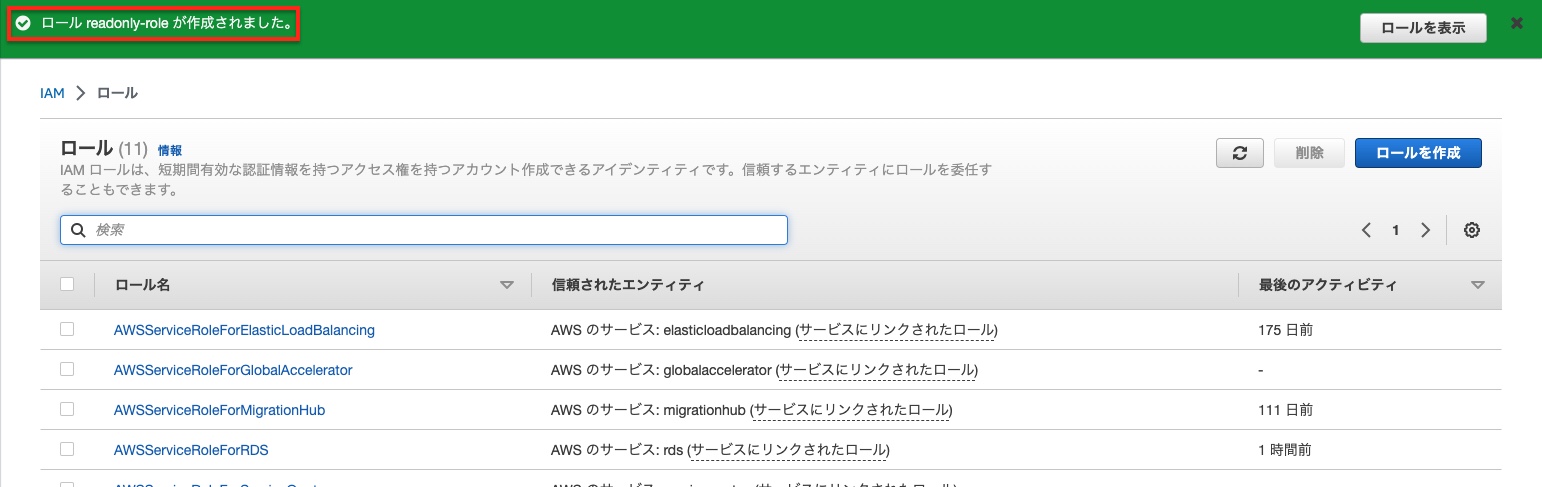 ロール readonly-role が作成されました。
ロールを表示
IAM
ロール
ロール (11) 情報
IAM ロールは、短期間有効な認証情報を持つアクセス権を持つアカウント作成できるアイデンティティです。信頼するエンティティにロールを委任す
ることもできます。
削除
ロールを作成
検索
1
ロール名 信頼されたエンティティ 最後のアクティビティ
AWSServiceRoleForElasticLoadBalancing AWS のサービス: elasticloadbalancing (サービスにリンクされたロール) 175 日前
AWSServiceRoleForGlobalAccelerator AWS のサービス: globalaccelerator (サービスにリンクされたロール) -
AWSServiceRoleForMigrationHub AWS のサービス: migrationhub (サービスにリンクされたロール) 111 日前
AWSServiceRoleForRDS AWS のサービス: rds (サービスにリンクされたロール) 1 時間前